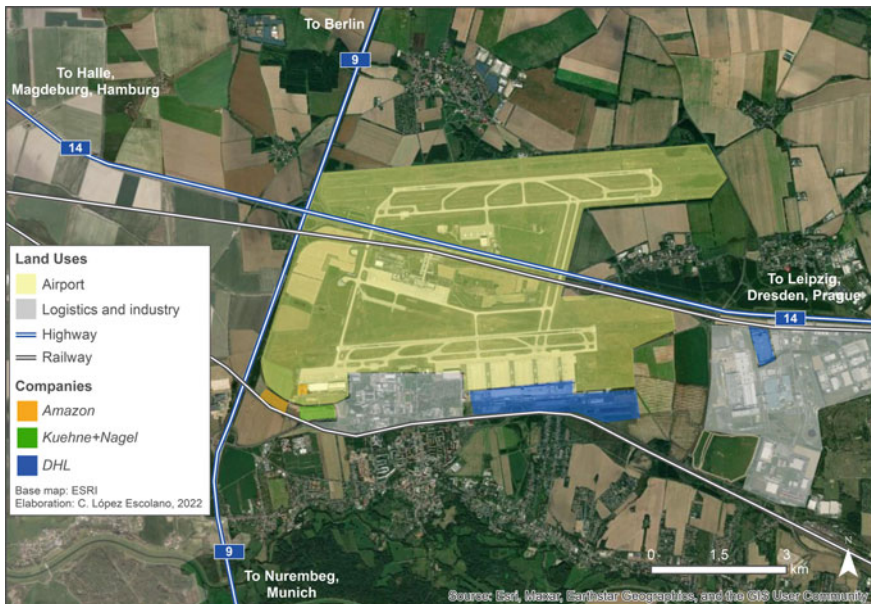 To Berlin
9
To Halle,
Magdeburg, Hamburg
14
Land Uses
Airport
Logistics and industry
Highway
Railway
Companies
Amazon
Kuehne+Nagel
DHL
Base map: ESRI
Elaboration: C. López Escolano, 2022
To Leipzig,
Dresden, Prague
14
9
To Nurembeg,
Munich
0 1,5 3
km
N
Source: Esri, Maxar, Earthstar Geographics, and the GIS User Community